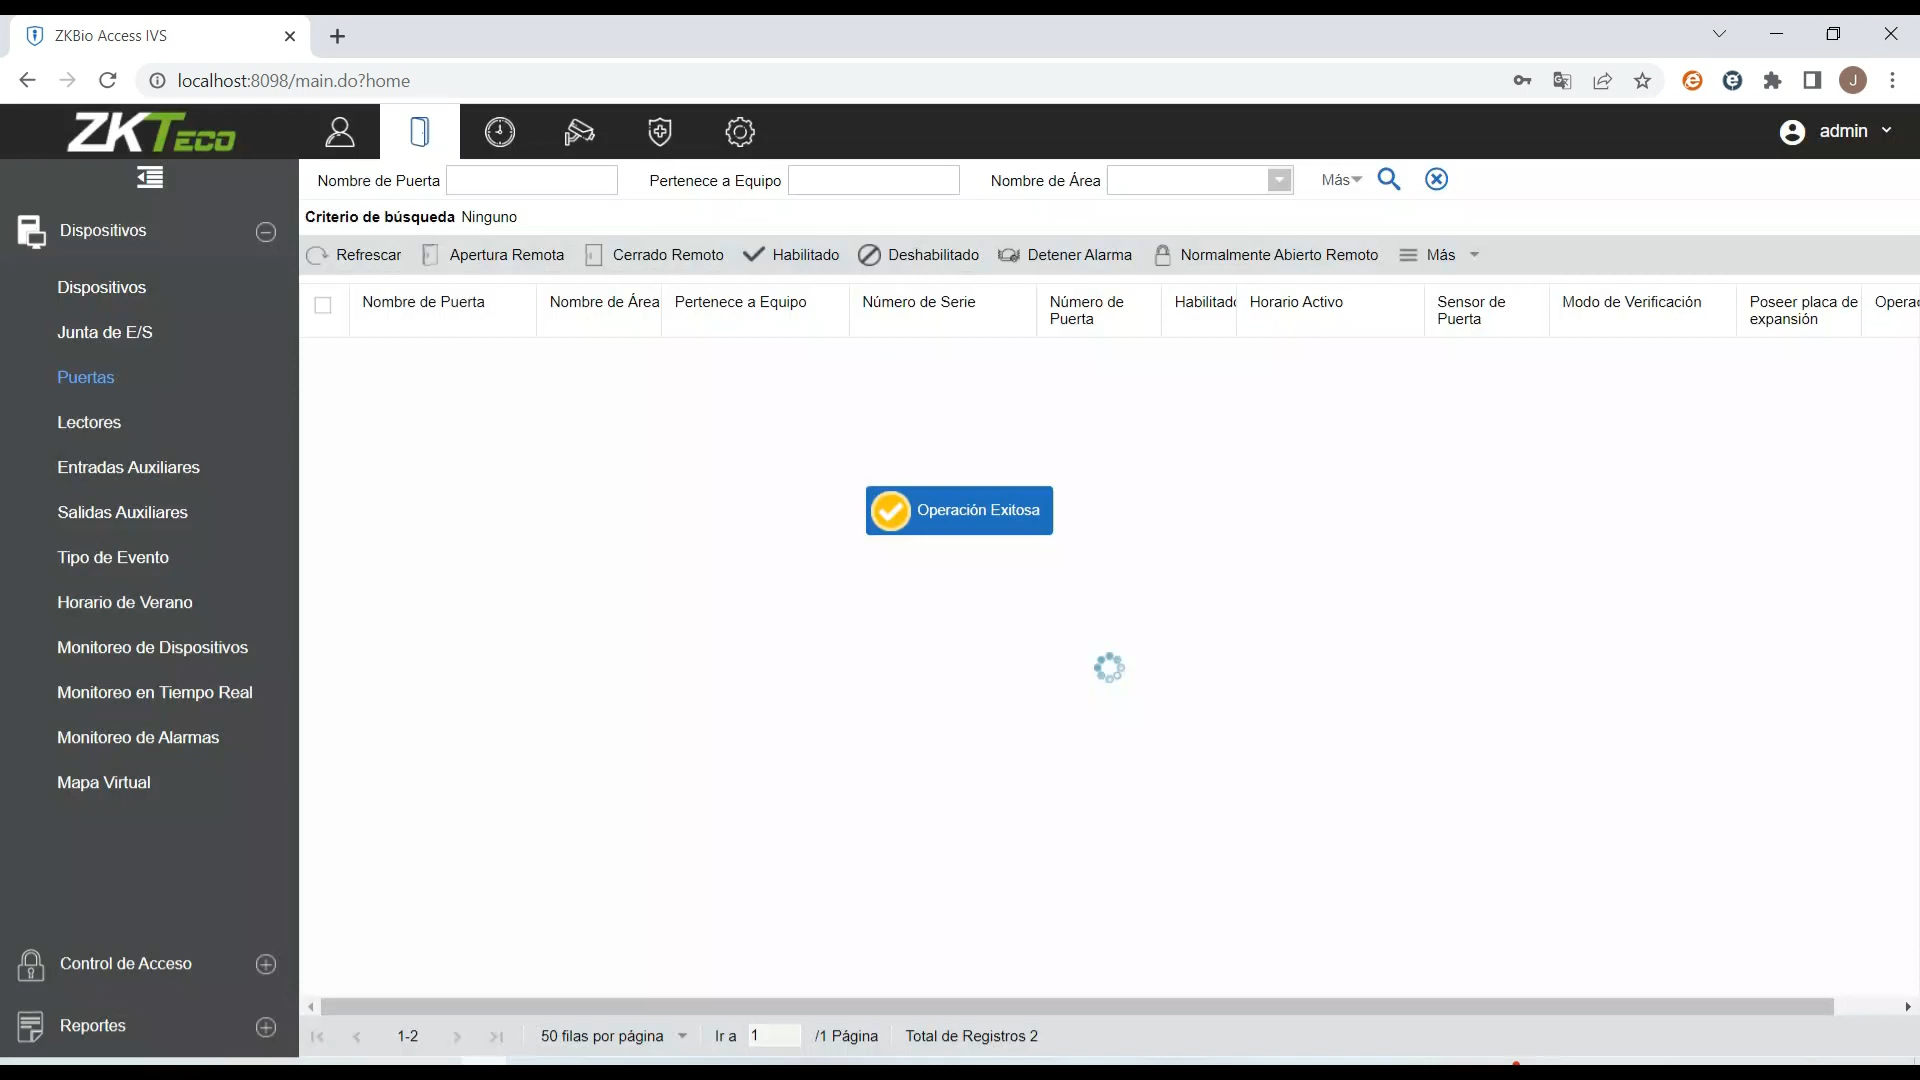 ZKBio Access IVS
localhost:8098/main.do?home
J
ZKTeco
admin
Nombre de Puerta
Pertenece a Equipo
Nombre de Área
Más
Criterio de búsqueda Ninguno
Refrescar
Apertura Remota
Cerrado Remoto
Habilitado
Deshabilitado
Detener Alarma
Normalmente Abierto Remoto
Más
Nombre de Puerta
Nombre de Área
Pertenece a Equipo
Número de Serie
Número de
Puerta
Habilitado
Horario Activo
Sensor de
Puerta
Modo de Verificación
Poseer placa de
expansión
Operac
Dispositivos
Dispositivos
Junta de E/S
Puertas
Lectores
Entradas Auxiliares
Salidas Auxiliares
Tipo de Evento
Horario de Verano
Monitoreo de Dispositivos
Monitoreo en Tiempo Real
Monitoreo de Alarmas
Mapa Virtual
Control de Acceso
Reportes
Operación Exitosa
1-2
50 filas por página
Ir a 1 /1 Página
Total de Registros 2